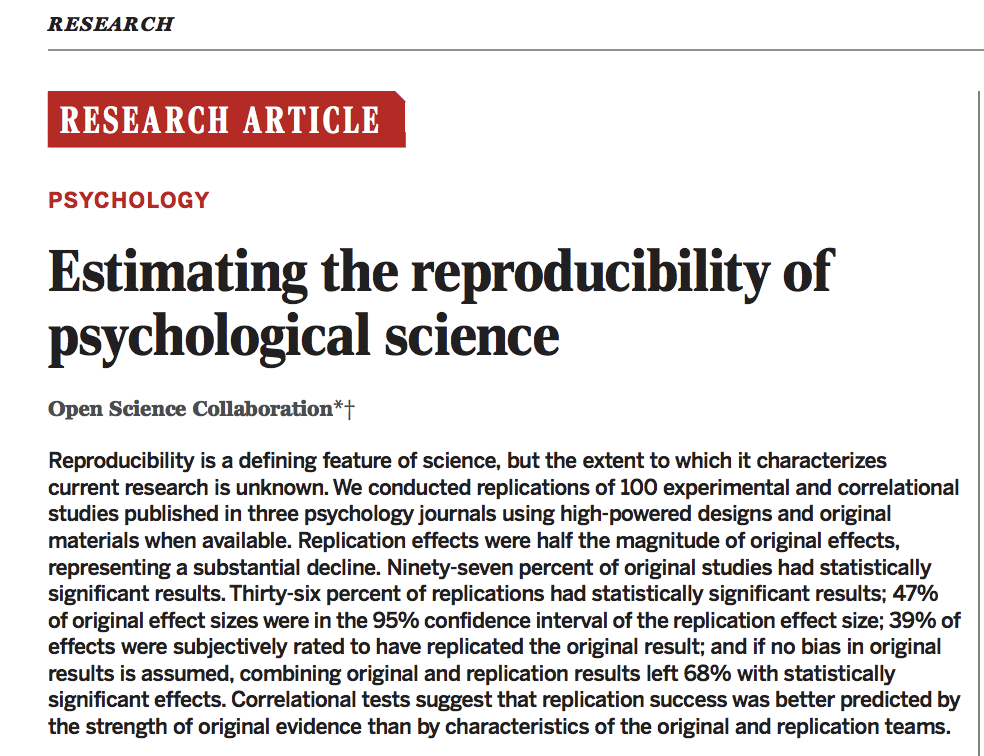 RESEARCH
RESEARCH ARTICLE
PSYCHOLOGY
Estimating the reproducibility of
psychological science
Open Science Collaboration*†
Reproducibility is a defining feature of science, but the extent to which it characterizes
current research is unknown. We conducted replications of 100 experimental and correlational
studies published in three psychology journals using high-powered designs and original
materials when available. Replication effects were half the magnitude of original effects,
representing a substantial decline. Ninety-seven percent of original studies had statistically
significant results. Thirty-six percent of replications had statistically significant results; 47%
of original effect sizes were in the 95% confidence interval of the replication effect size; 39% of
effects were subjectively rated to have replicated the original result; and if no bias in original
results is assumed, combining original and replication results left 68% with statistically
significant effects. Correlational tests suggest that replication success was better predicted by
the strength of original evidence than by characteristics of the original and replication teams.